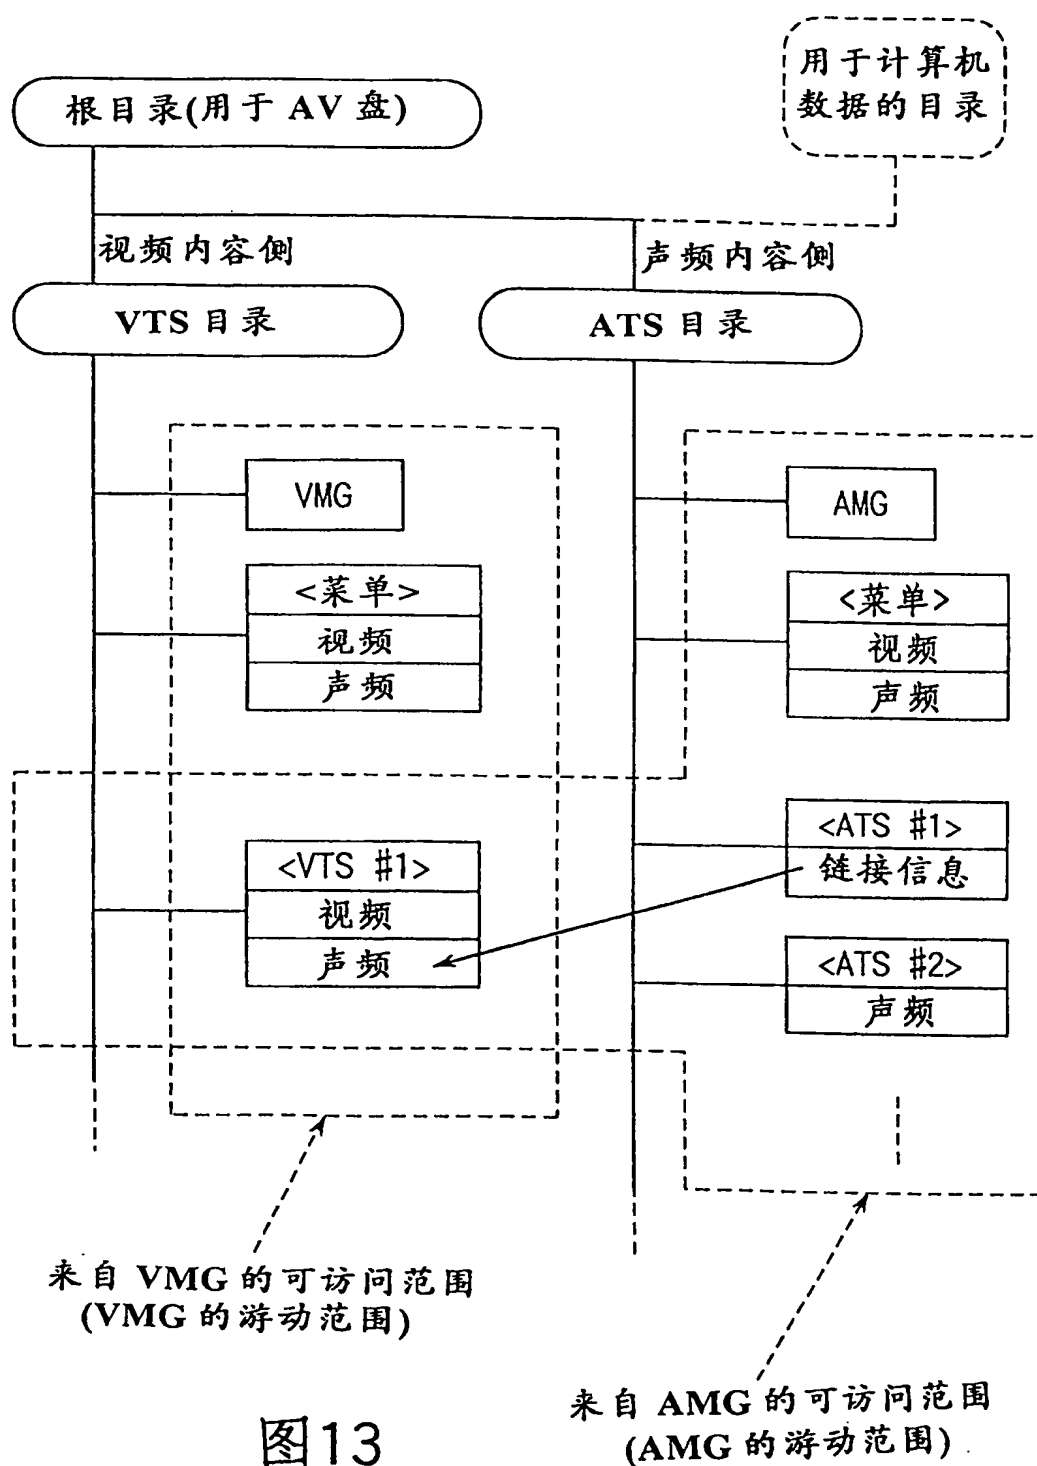 用于计算机
数据的目录
根目录(用于 AV 盘)
视频内容侧
声频内容侧
VTS 目录
ATS 目录
VMG
AMG
<菜单>
视频
声频
<菜单>
视频
声频
<VTS #1>
视频
声频
<ATS #1>
链接信息
<ATS #2>
声频
来自 VMG 的可访问范围
(VMG 的游动范围)
来自 AMG 的可访问范围
(AMG 的游动范围)
图13